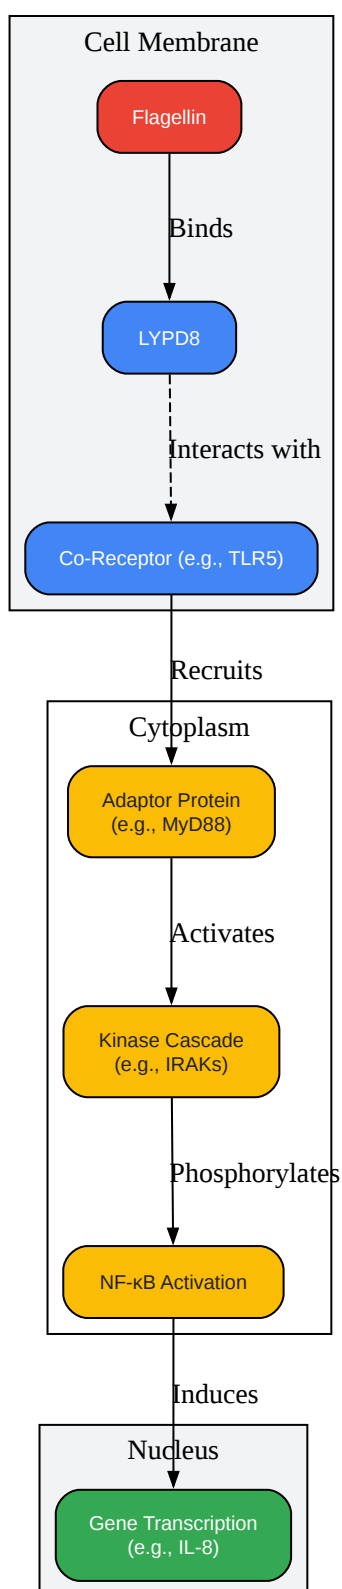 Cell Membrane
Flagellin
Binds
LYPD8
Interacts with
Co-Receptor (e.g., TLR5)
Recruits
Cytoplasm
Adaptor Protein
(e.g., MyD88)
Activates
Kinase Cascade
(e.g., IRAKs)
Phosphorylates
NF-κB Activation
Induces
Nucleus
Gene Transcription
(e.g., IL-8)